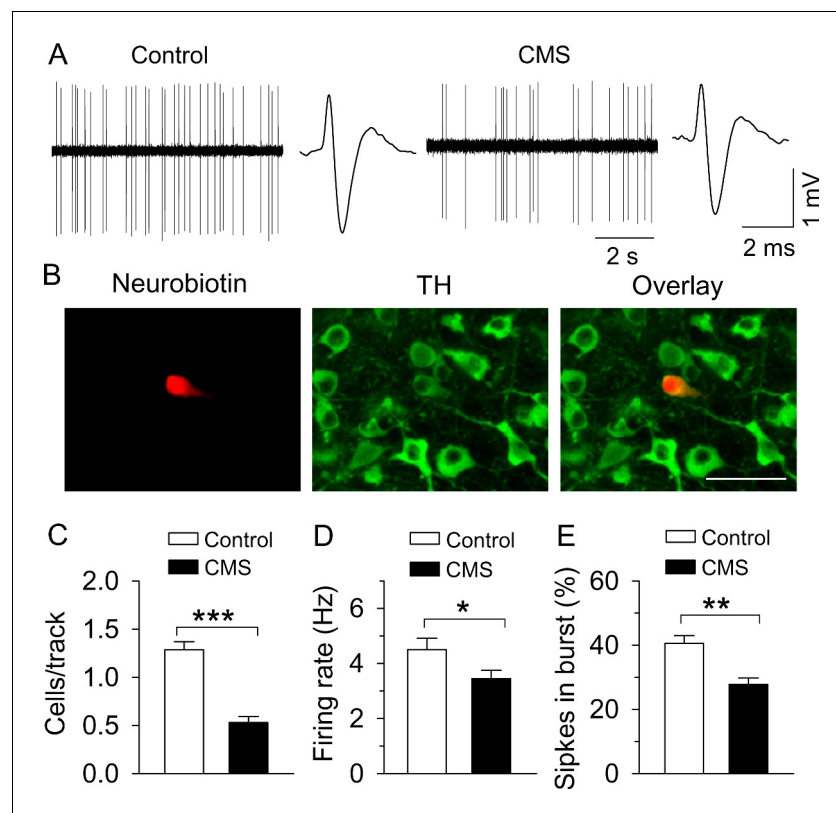 A
Control
CMS
1 mV
2 s
2 ms
B
Neurobiotin
TH
Overlay
C
Control
CMS
2.0
1.5
1.0
0.5
0.0
Cells/track
***
D
Control
CMS
6
4
2
0
Firing rate (Hz)
*
E
Control
CMS
60
40
20
0
Sipkes in burst (%)
**